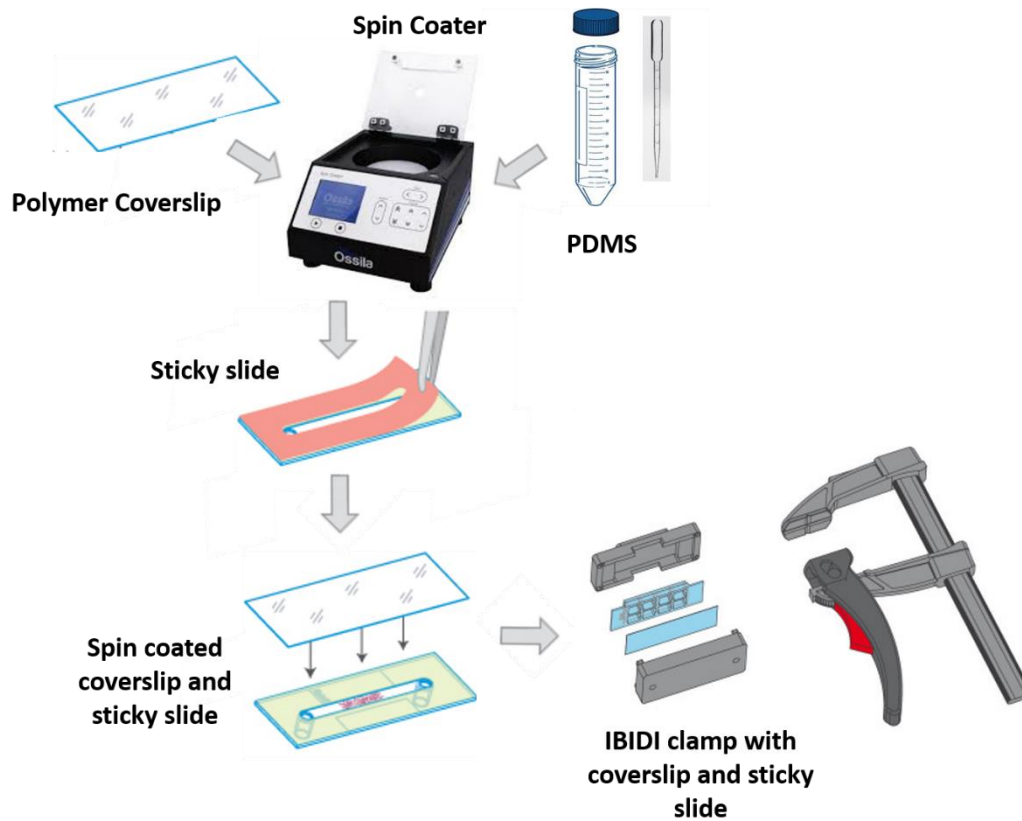 Spin Coater
Polymer Coverslip
PDMS
Ossila
Ossila
Sticky slide
Spin coated
coverslip and
sticky slide
IBIDI clamp with
coverslip and sticky
slide